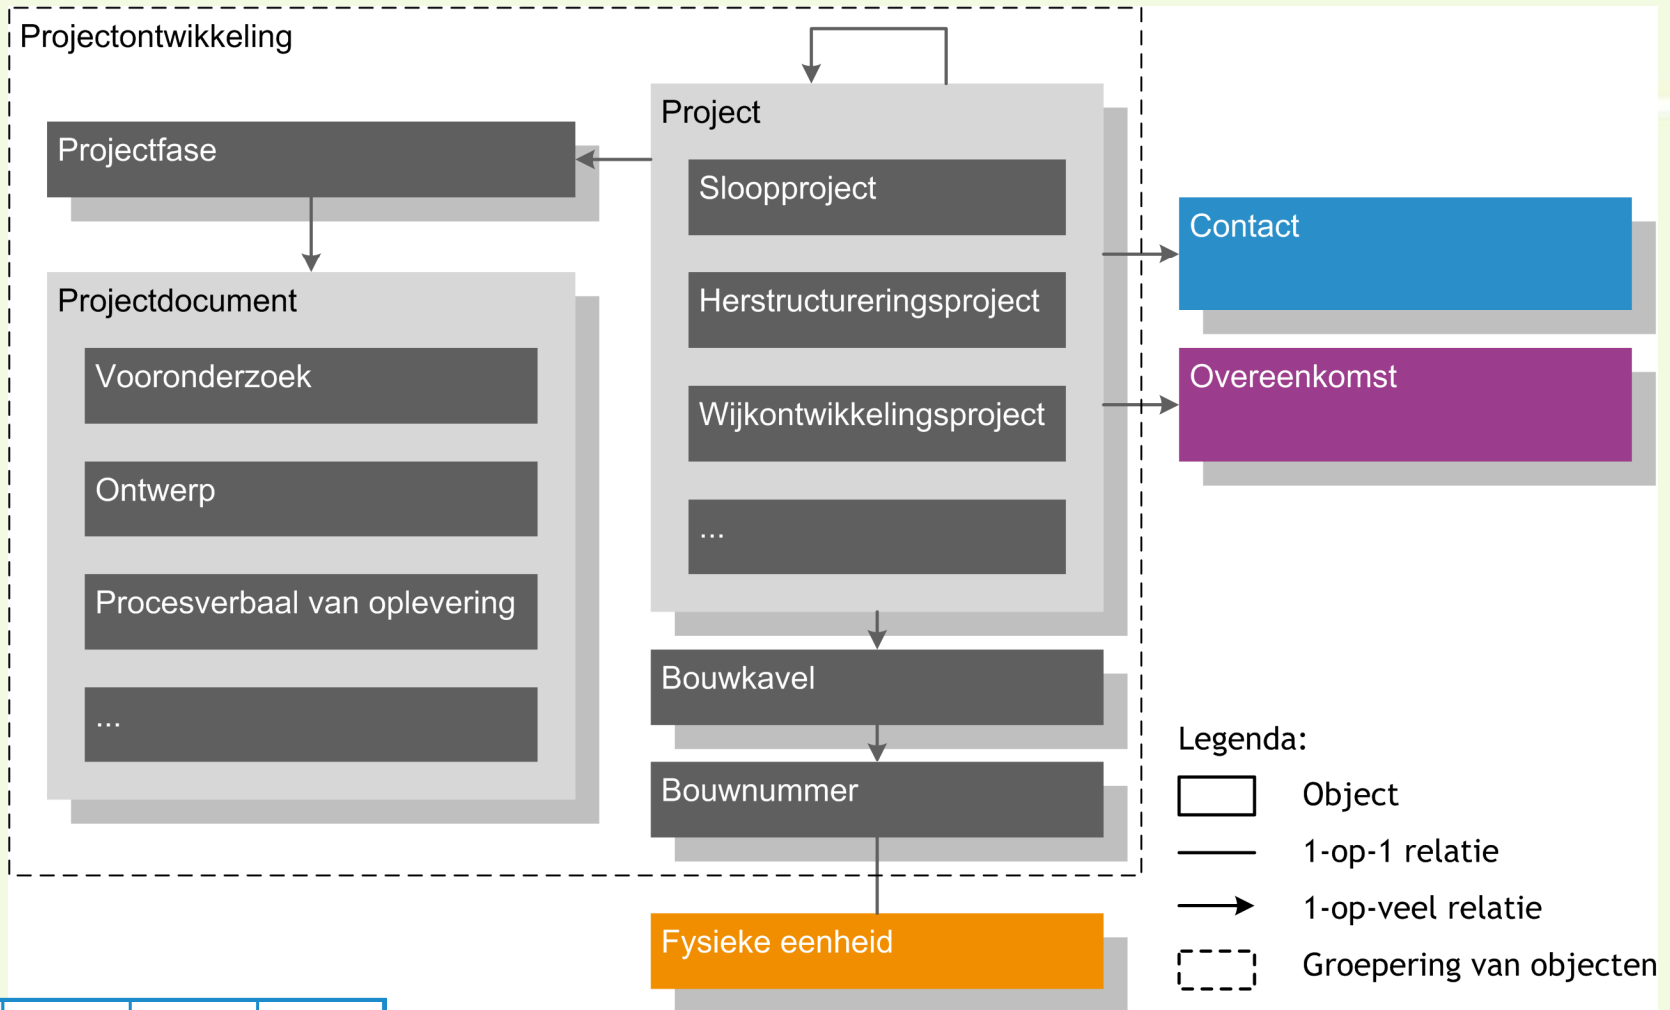 Projectontwikkeling
Projectfase
Projectdocument
Vooronderzoek
Ontwerp
Procesverbaal van oplevering
...
Project
Sloopproject
Herstructureringsproject
Wijkontwikkelingsproject
...
Bouwkavel
Bouwnummer
Fysieke eenheid
Contact
Overeenkomst
Legenda:
Object
1-op-1 relatie
1-op-veel relatie
Groepering van objecten